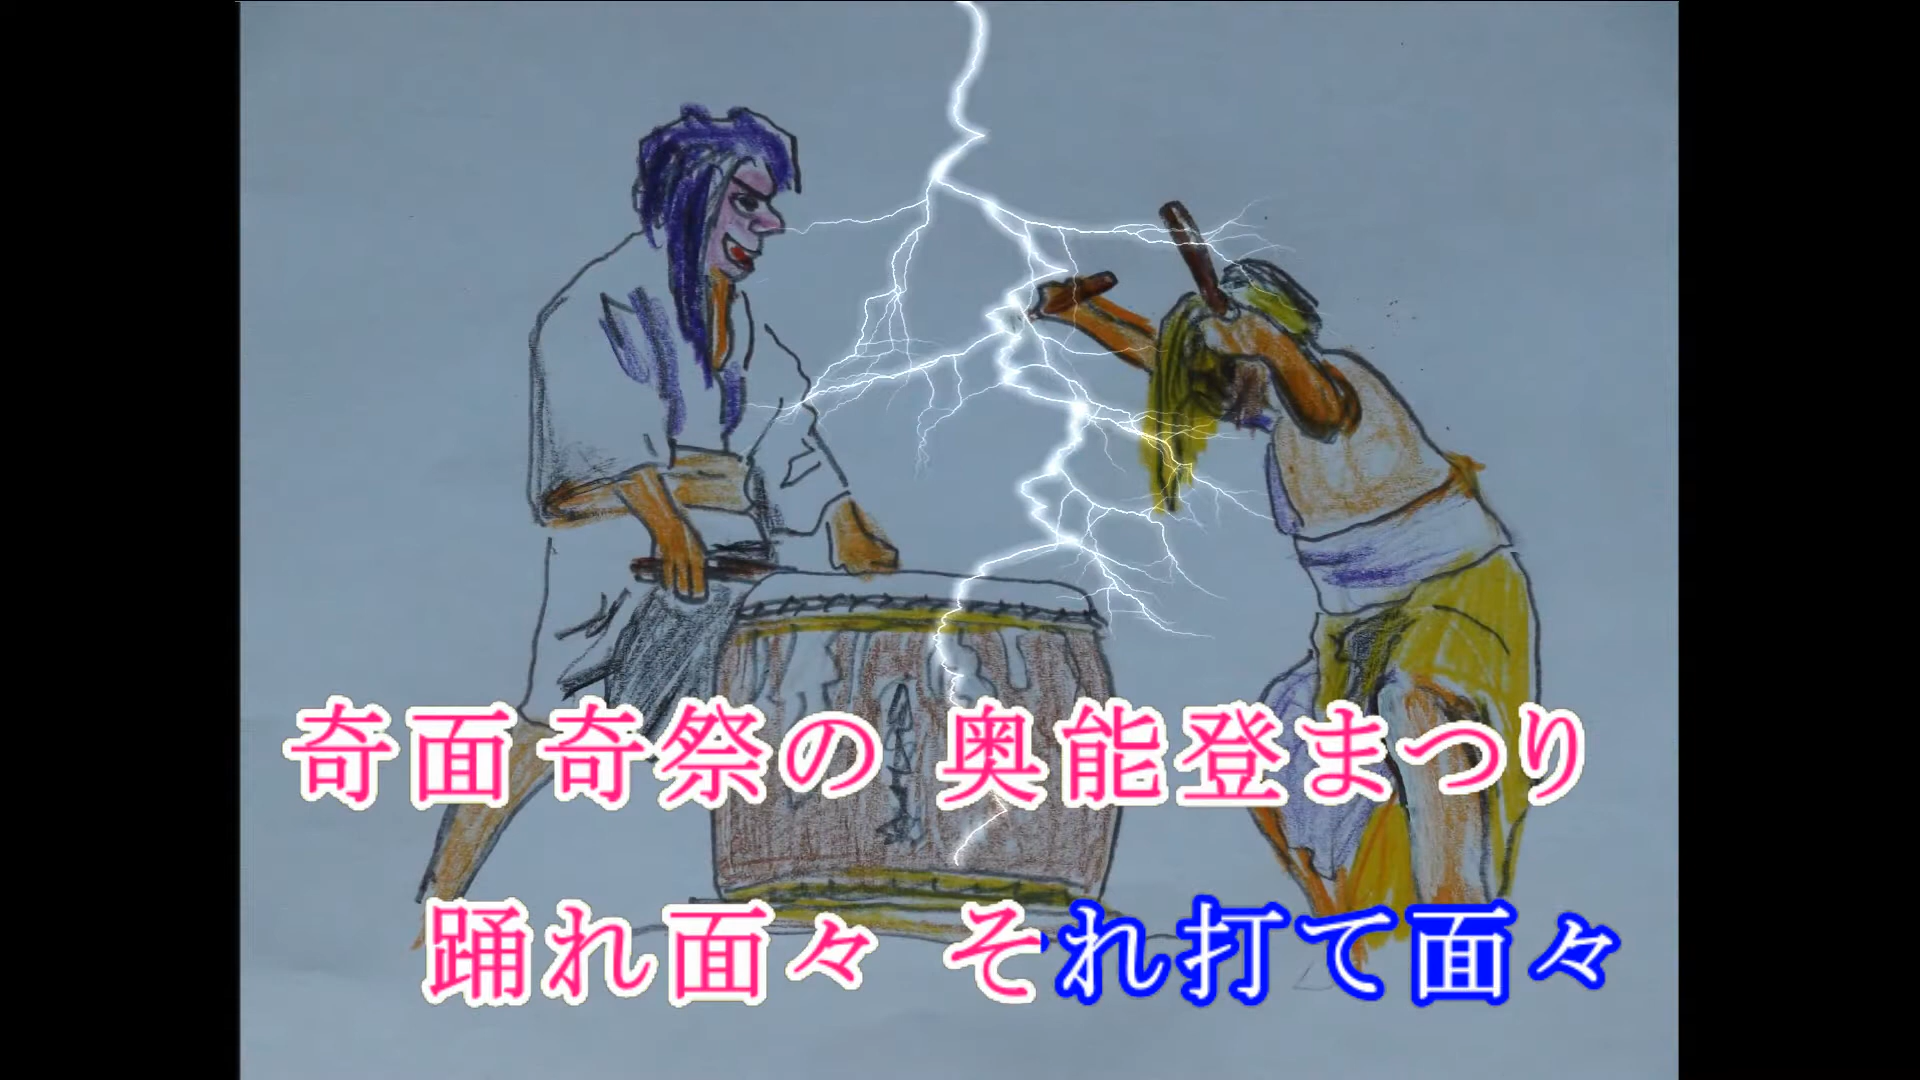 奇面奇祭の 奥能登まつり
踊れ面々 それ打て面々